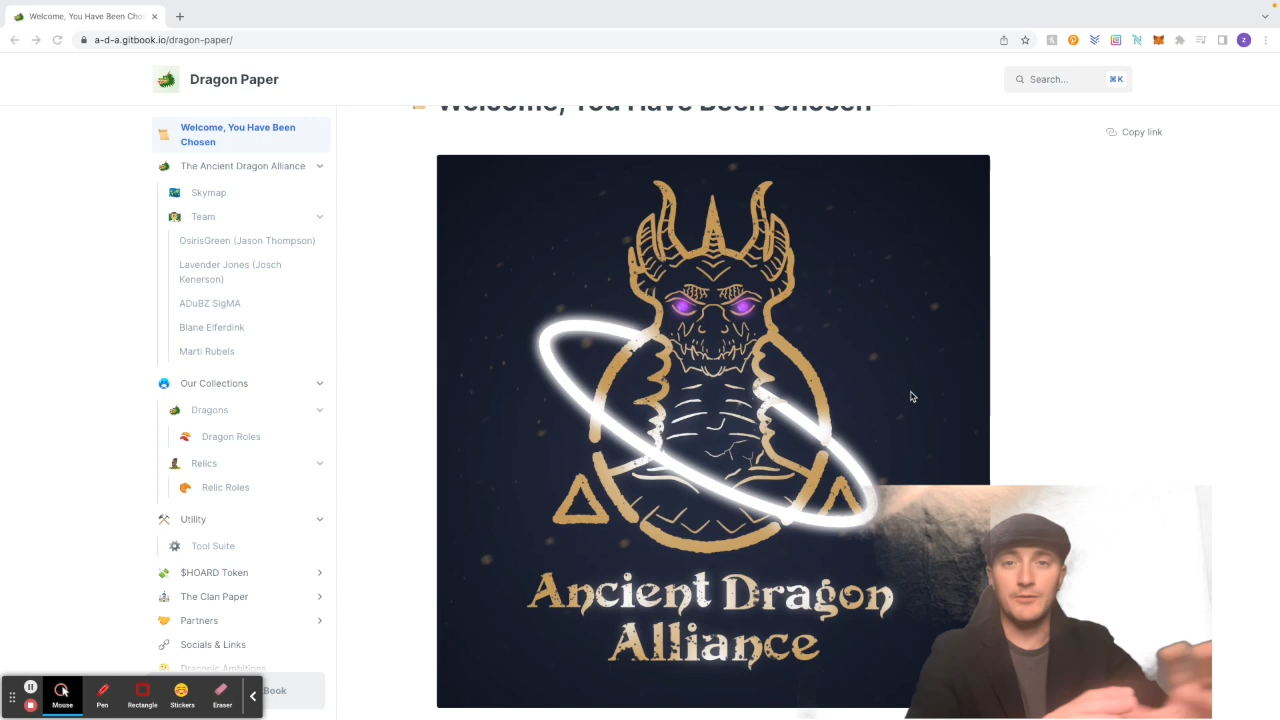 Welcome, You Have Been Cho
a-d-a.gitbook.io/dragon-paper/
z
Dragon Paper
Search...
⌘K
Welcome, You Have Been Chosen
Copy link
Welcome, You Have Been
Chosen
The Ancient Dragon Alliance
Skymap
Team
OsirisGreen (Jason Thompson)
Lavender Jones (Josch
Kenerson)
ADuBZ SigMA
Blane Elferdink
Marti Rubels
Our Collections
Dragons
Dragon Roles
Relics
Relic Roles
Utility
Tool Suite
$HOARD Token
The Clan Paper
Partners
Socials & Links
Draconic Ambitions
Book
Mouse
Pen
Rectangle
Stickers
Eraser
Ancient Dragon
Alliance